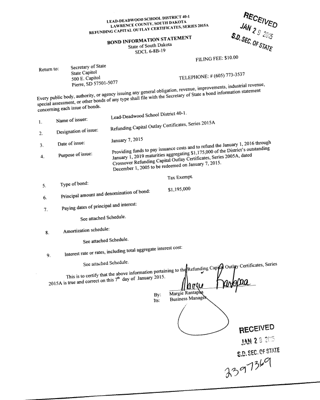 LEAD-DEADWOOD SCHOOL DISTRICT 40-1
LAWRENCE COUNTY, SOUTH DAKOTA
REFUNDING CAPITAL OUTLAY CERTIFICATES, SERIES 2015A
RECEIVED
JAN 20 2015
S.D. SEC. OF STATE
BOND INFORMATION STATEMENT
State of South Dakota
SDCL 6-8B-19
FILING FEE: $10.00
Return to: Secretary of State
State Capitol
500 E. Capitol
Pierre, SD 57501-5077
TELEPHONE: # (605) 773-3537
Every public body, authority, or agency issuing any general obligation, revenue, improvement, industrial revenue,
special assessment, or other bonds of any type shall file with the Secretary of State a bond information statement
concerning each issue of bonds.
1. Name of issuer: Lead-Deadwood School District 40-1.
2. Designation of issue: Refunding Capital Outlay Certificates, Series 2015A
3. Date of issue: January 7, 2015
4. Purpose of issue: Providing funds to pay issuance costs and to refund the January 1, 2016 through
January 1, 2019 maturities aggregating $1,175,000 of the District's outstanding
Crossover Refunding Capital Outlay Certificates, Series 2005A, dated
December 1, 2005 to be redeemed on January 7, 2015.
5. Type of bond: Tax Exempt.
6. Principal amount and denomination of bond: $1,195,000
7. Paying dates of principal and interest:
See attached Schedule.
8. Amortization schedule:
See attached Schedule.
9. Interest rate or rates, including total aggregate interest cost:
See attached Schedule.
This is to certify that the above information pertaining to the Refunding Capital Outlay Certificates, Series
2015A is true and correct on this 7th day of January 2015.
By: Margie Rantapaa
Its: Business Manager
RECEIVED
JAN 20 2015
S.D. SEC. OF STATE
2397369